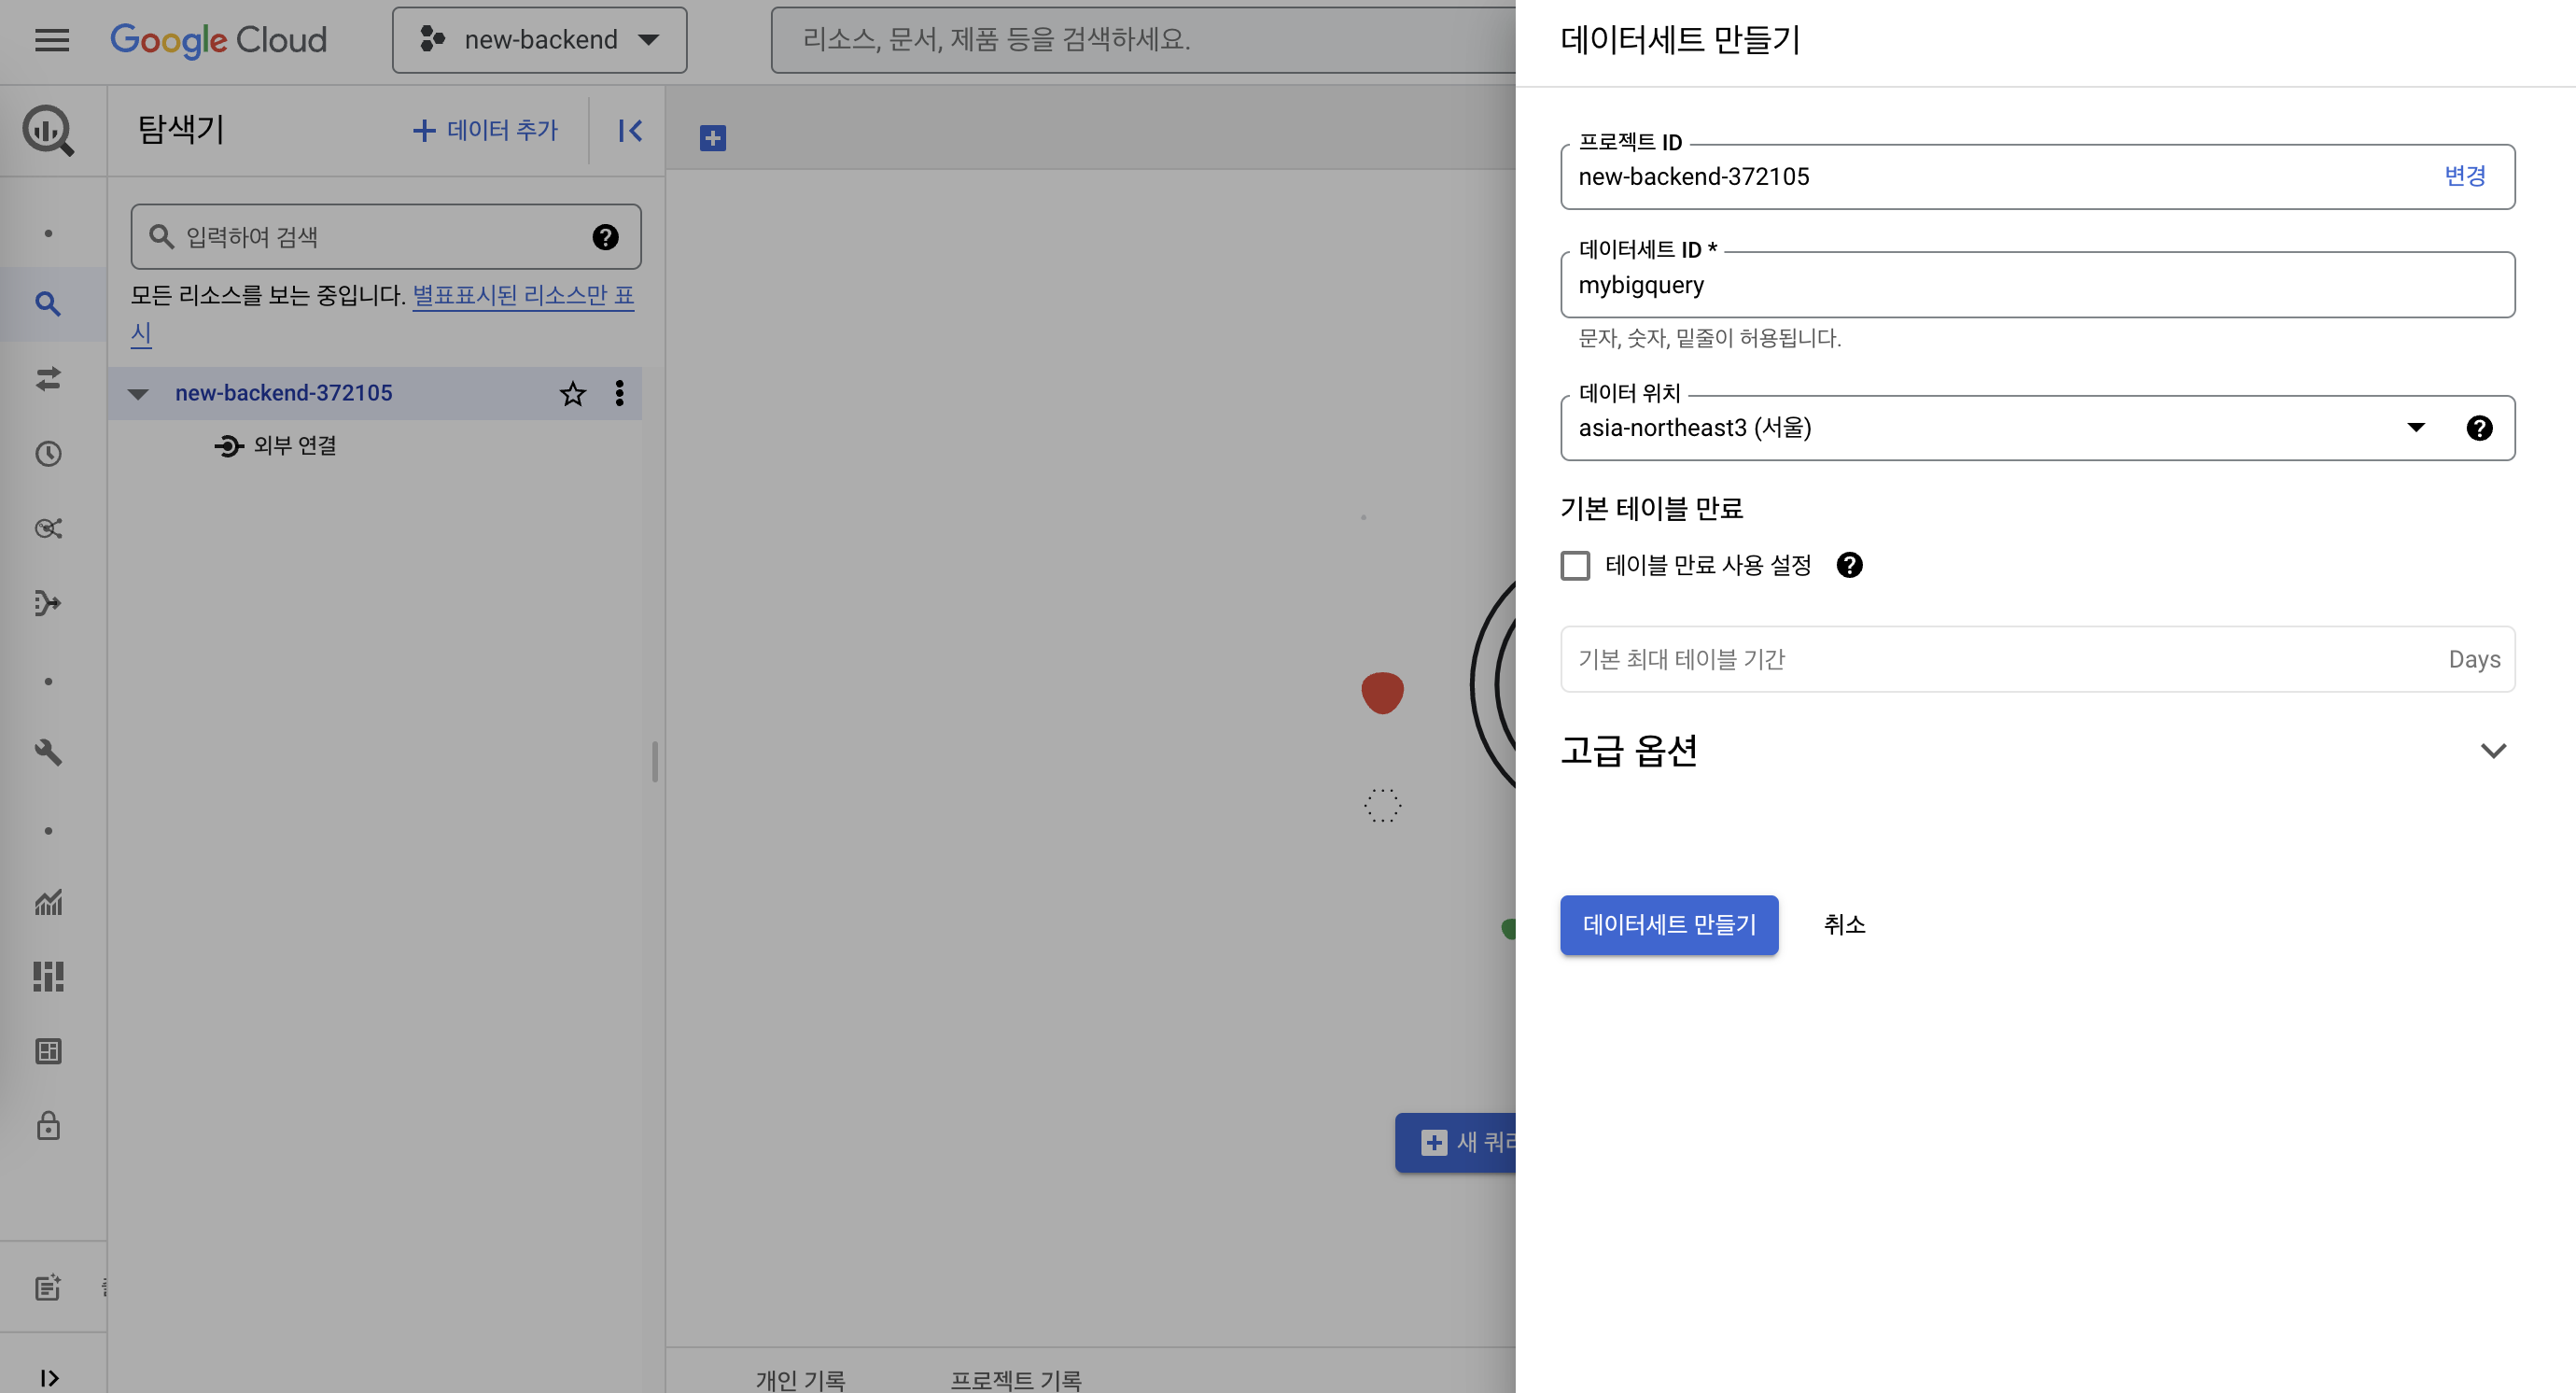 Google Cloud
new-backend
리소스, 문서, 제품 등을 검색하세요.
탐색기
데이터 추가
입력하여 검색
모든 리소스를 보는 중입니다. 별표표시된 리소스만 표
시
new-backend-372105
외부 연결
새 쿼
개인 기록
프로젝트 기록
데이터세트 만들기
프로젝트 ID
new-backend-372105
변경
데이터세트 ID *
mybigquery
문자, 숫자, 밑줄이 허용됩니다.
데이터 위치
asia-northeast3 (서울)
기본 테이블 만료
테이블 만료 사용 설정
기본 최대 테이블 기간
Days
고급 옵션
데이터세트 만들기
취소